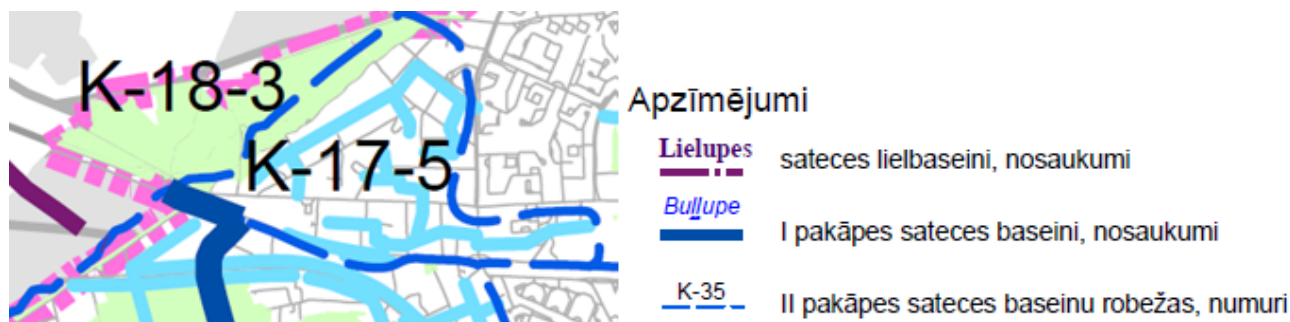 K-18-3
K-17-5
Apzīmējumi
Lielupes
sateces lielbaseini, nosaukumi
Buļļupe
I pakāpes sateces baseini, nosaukumi
K-35
II pakāpes sateces baseinu robežas, numuri